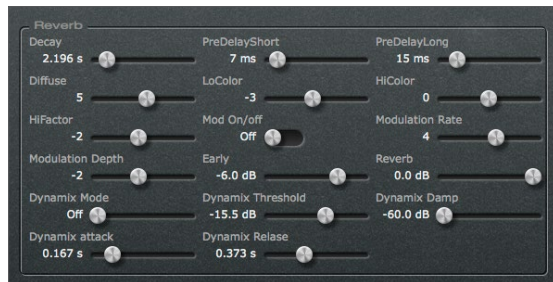 Reverb
Decay PreDelayShort PreDelayLong
2.196 s 7 ms 15 ms
Diffuse LoColor HiColor
5 -3 0
HiFactor Mod On/off Modulation Rate
-2 Off 4
Modulation Depth Early Reverb
-2 -6.0 dB 0.0 dB
Dynamix Mode Dynamix Threshold Dynamix Damp
Off -15.5 dB -60.0 dB
Dynamix attack Dynamix Relase
0.167 s 0.373 s